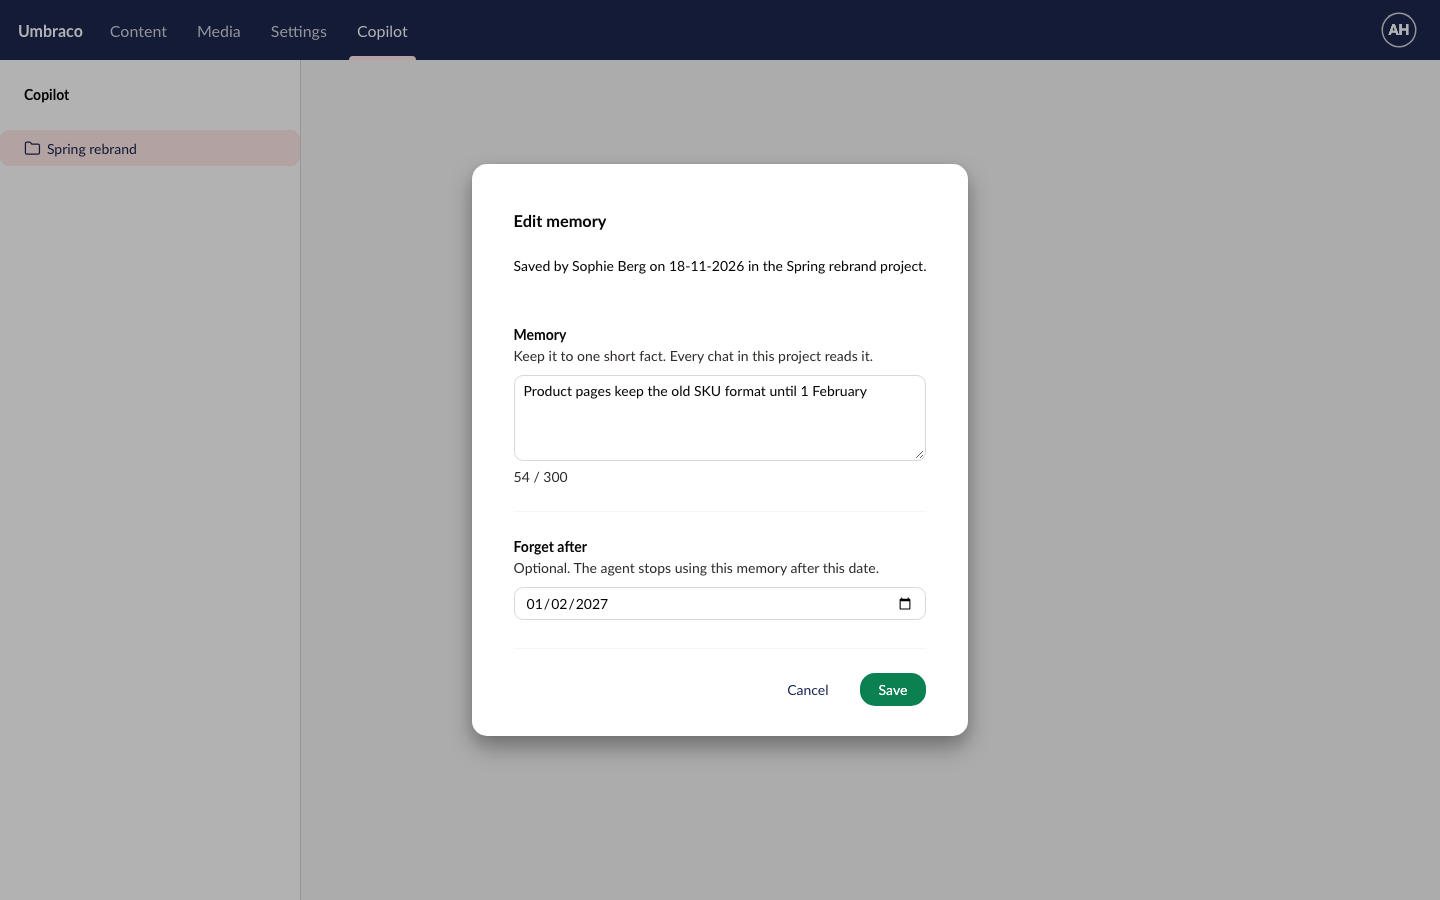 Umbraco Content Media Settings Copilot AH
Copilot
Spring rebrand
Edit memory
Saved by Sophie Berg on 18-11-2026 in the Spring rebrand project.
Memory
Keep it to one short fact. Every chat in this project reads it.
Product pages keep the old SKU format until 1 February
54 / 300
Forget after
Optional. The agent stops using this memory after this date.
01/02/2027
Cancel Save